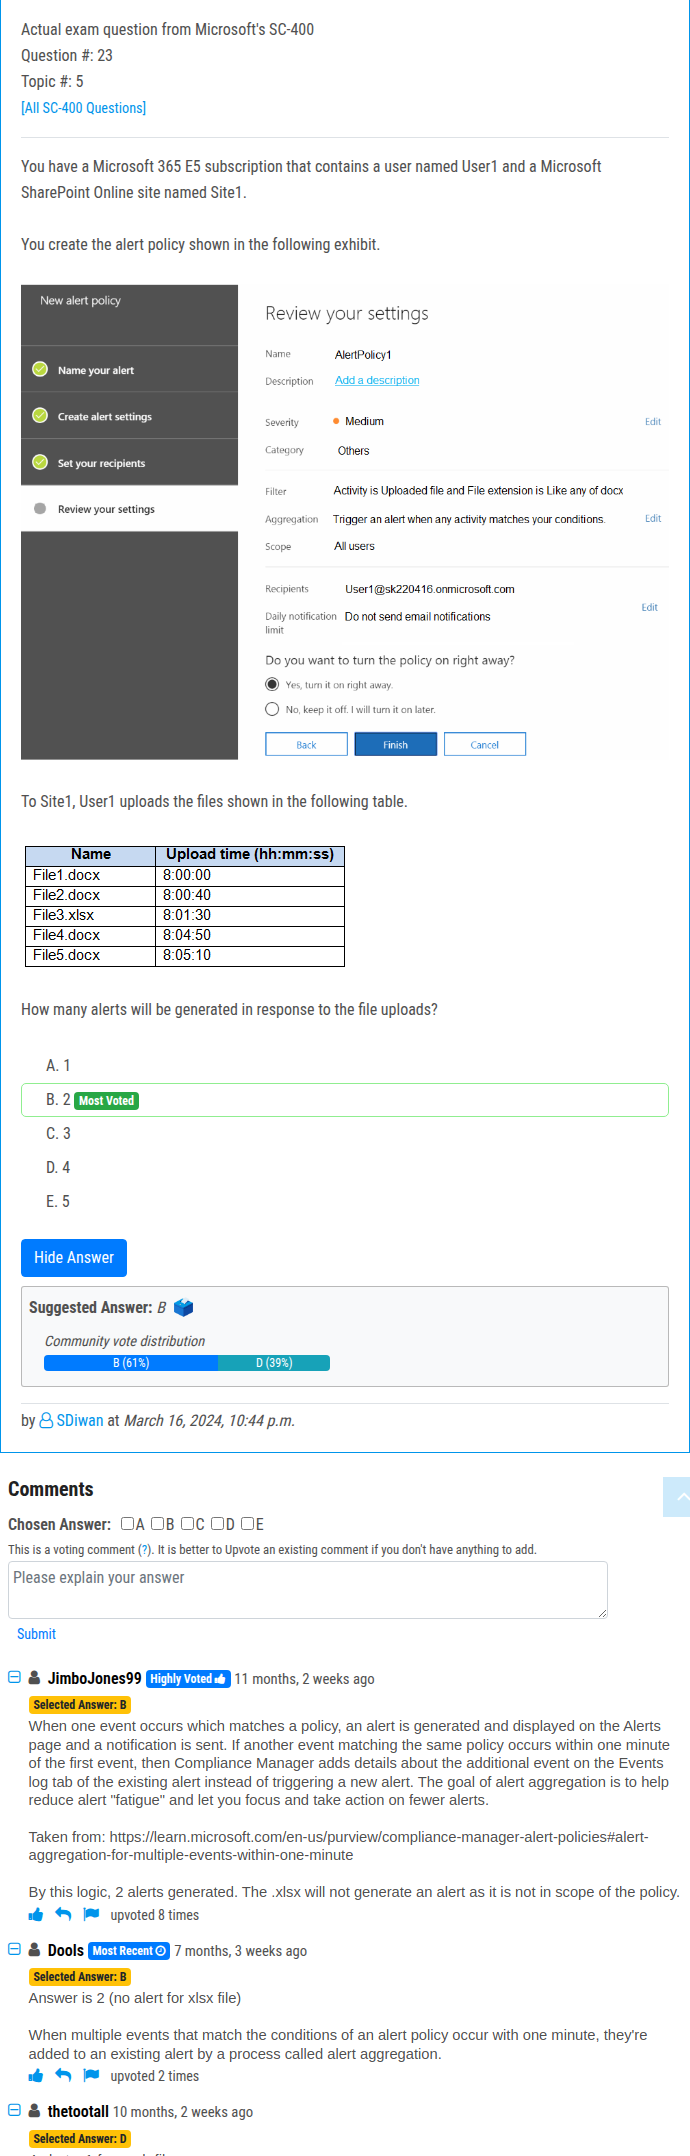 Actual exam question from Microsoft's SC-400
Question #: 23
Topic #: 5
[All SC-400 Questions]
You have a Microsoft 365 E5 subscription that contains a user named User1 and a Microsoft
SharePoint Online site named Site1.
You create the alert policy shown in the following exhibit.
New alert policy
Name your alert
Create alert settings
Set your recipients
Review your settings
Review your settings
Name AlertPolicy1
Description Add a description
Severity Medium Edit
Category Others
Filter Activity is Uploaded file and File extension is Like any of docx
Aggregation Trigger an alert when any activity matches your conditions. Edit
Scope All users
Recipients User1@sk220416.onmicrosoft.com
Edit
Daily notification Do not send email notifications
limit
Do you want to turn the policy on right away?
Yes, turn it on right away.
No, keep it off. I will turn it on later.
Back Finish Cancel
To Site1, User1 uploads the files shown in the following table.
Name Upload time (hh:mm:ss)
File1.docx 8:00:00
File2.docx 8:00:40
File3.xlsx 8:01:30
File4.docx 8:04:50
File5.docx 8:05:10
How many alerts will be generated in response to the file uploads?
A. 1
B. 2 Most Voted
C. 3
D. 4
E. 5
Hide Answer
Suggested Answer: B
Community vote distribution
B (61%) D (39%)
by SDiwan at March 16, 2024, 10:44 p.m.
Comments
Chosen Answer: A B C D E
This is a voting comment (?). It is better to Upvote an existing comment if you don't have anything to add.
Please explain your answer
Submit
JimboJones99 Highly Voted 11 months, 2 weeks ago
Selected Answer: B
When one event occurs which matches a policy, an alert is generated and displayed on the Alerts
page and a notification is sent. If another event matching the same policy occurs within one minute
of the first event, then Compliance Manager adds details about the additional event on the Events
log tab of the existing alert instead of triggering a new alert. The goal of alert aggregation is to help
reduce alert "fatigue" and let you focus and take action on fewer alerts.
Taken from: https://learn.microsoft.com/en-us/purview/compliance-manager-alert-policies#alert-
aggregation-for-multiple-events-within-one-minute
By this logic, 2 alerts generated. The .xlsx will not generate an alert as it is not in scope of the policy.
upvoted 8 times
Dools Most Recent 7 months, 3 weeks ago
Selected Answer: B
Answer is 2 (no alert for xlsx file)
When multiple events that match the conditions of an alert policy occur with one minute, they're
added to an existing alert by a process called alert aggregation.
upvoted 2 times
thetootall 10 months, 2 weeks ago
Selected Answer: D